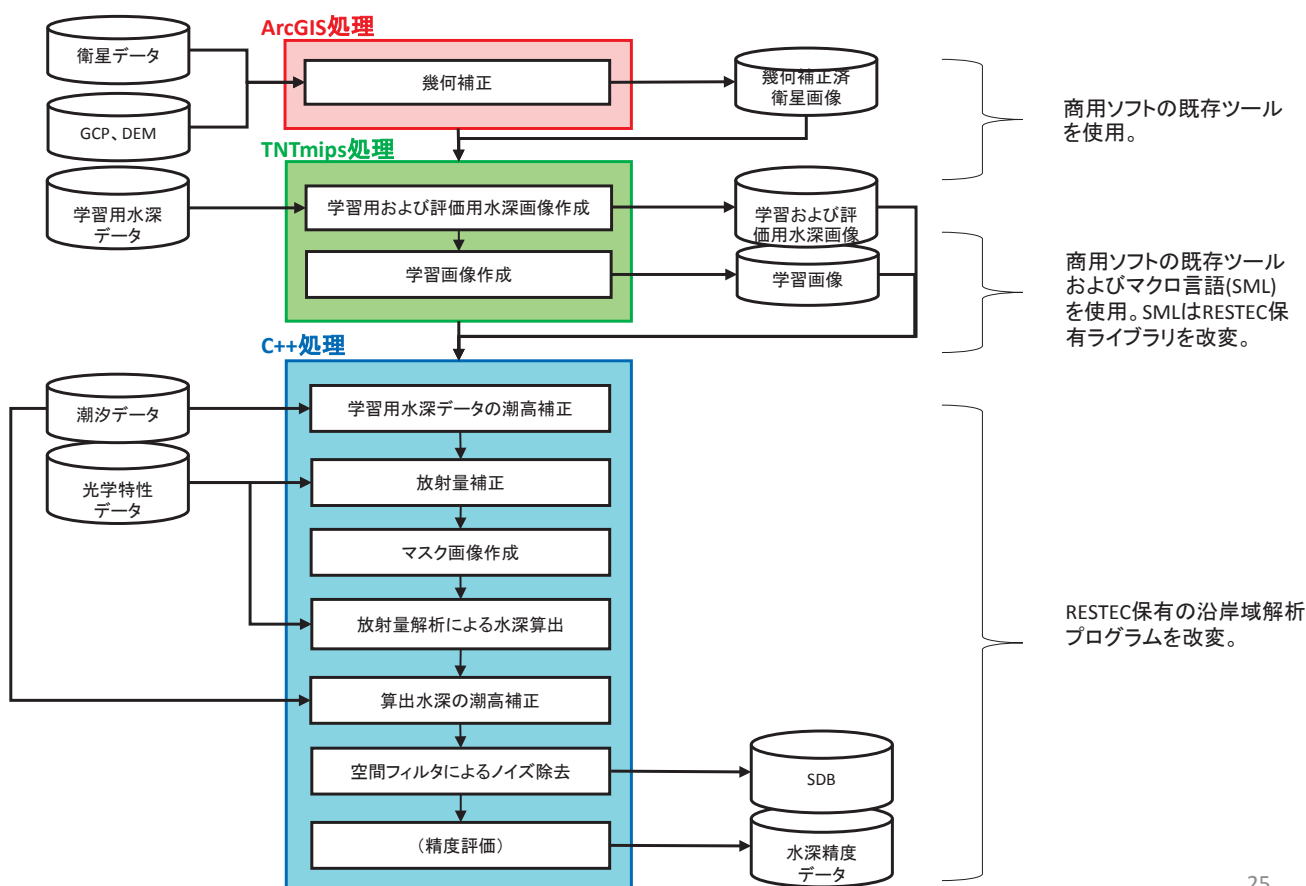 ArcGIS処理
衛星データ
幾何補正
幾何補正済
衛星画像
GCP、DEM
商用ソフトの既存ツール
を使用。
TNTmips処理
学習用水深
データ
学習用および評価用水深画像作成
学習および評
価用水深画像
学習画像作成
学習画像
商用ソフトの既存ツール
およびマクロ言語(SML)
を使用。SMLはRESTEC保
有ライブラリを改変。
C++処理
潮汐データ
学習用水深データの潮高補正
光学特性
データ
放射量補正
マスク画像作成
放射量解析による水深算出
RESTEC保有の沿岸域解析
プログラムを改変。
算出水深の潮高補正
空間フィルタによるノイズ除去
SDB
（精度評価）
水深精度
データ
25